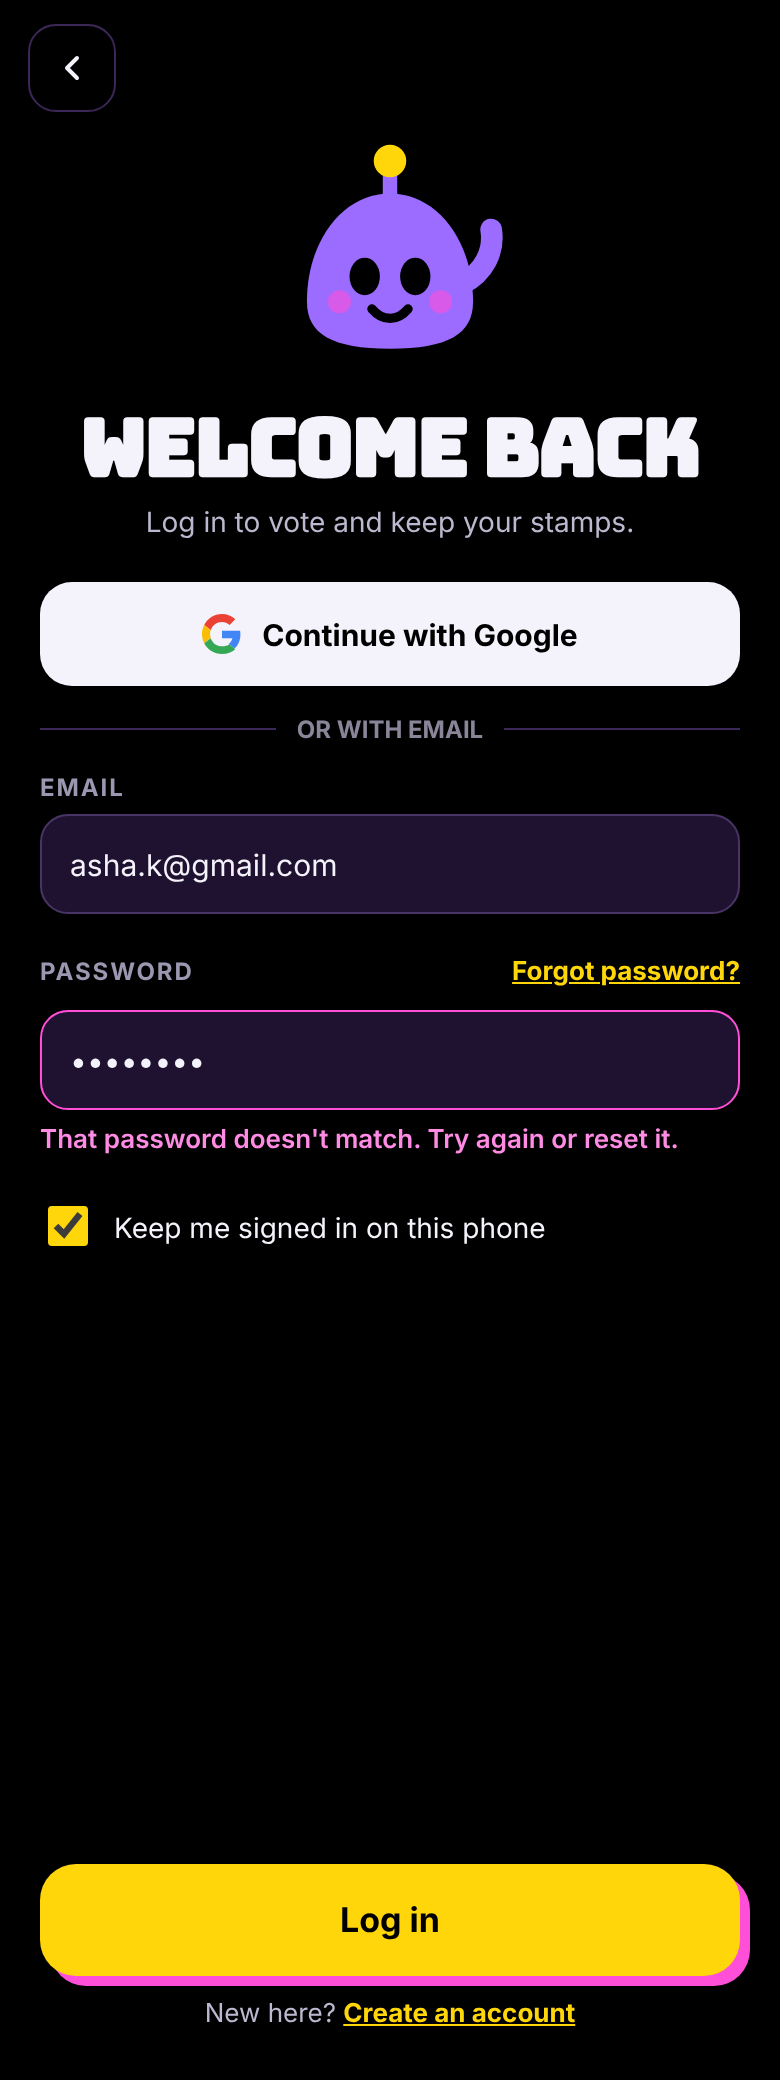 WELCOME BACK
Log in to vote and keep your stamps.
Continue with Google
OR WITH EMAIL
EMAIL
asha.k@gmail.com
PASSWORD
Forgot password?
••••••••
That password doesn't match. Try again or reset it.
Keep me signed in on this phone
Log in
New here? Create an account